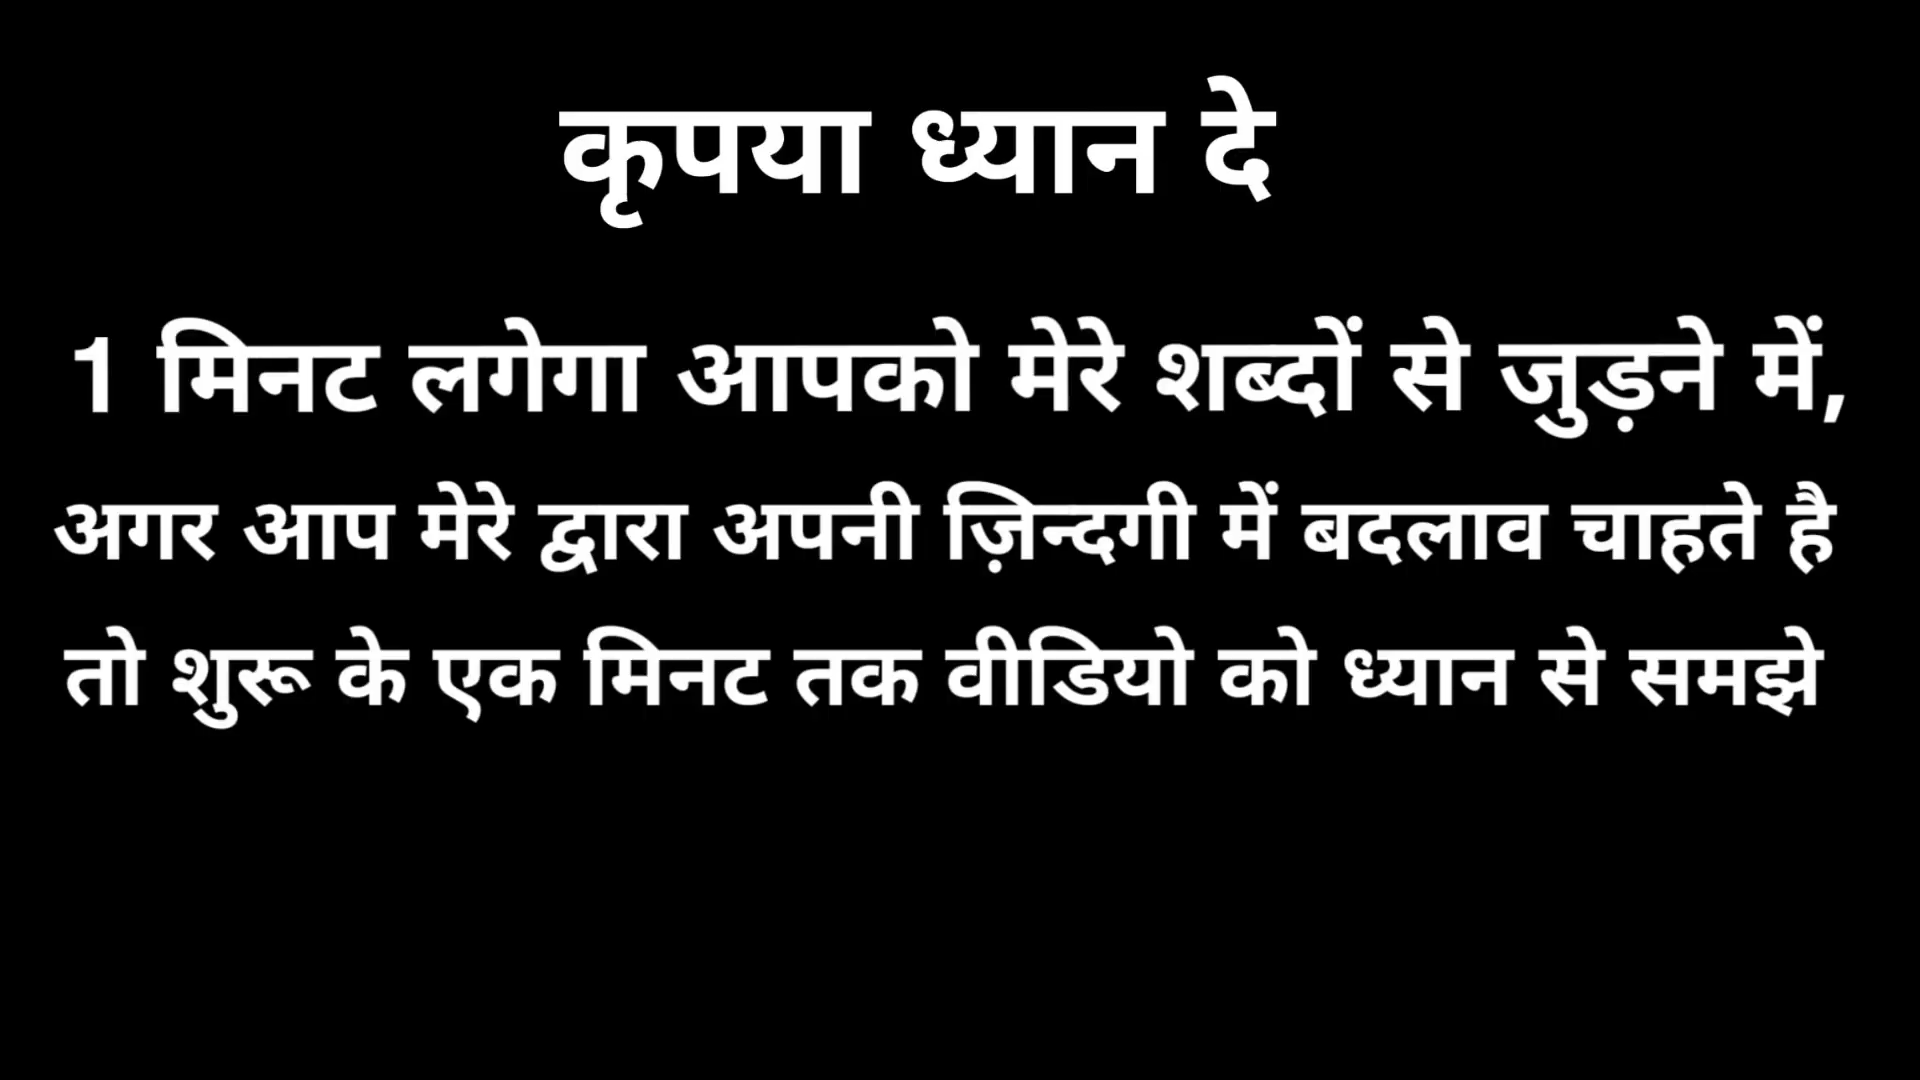 कृपया ध्यान दे
1 मिनट लगेगा आपको मेरे शब्दों से जुड़ने में,
अगर आप मेरे द्वारा अपनी ज़िन्दगी में बदलाव चाहते है
तो शुरू के एक मिनट तक वीडियो को ध्यान से समझे